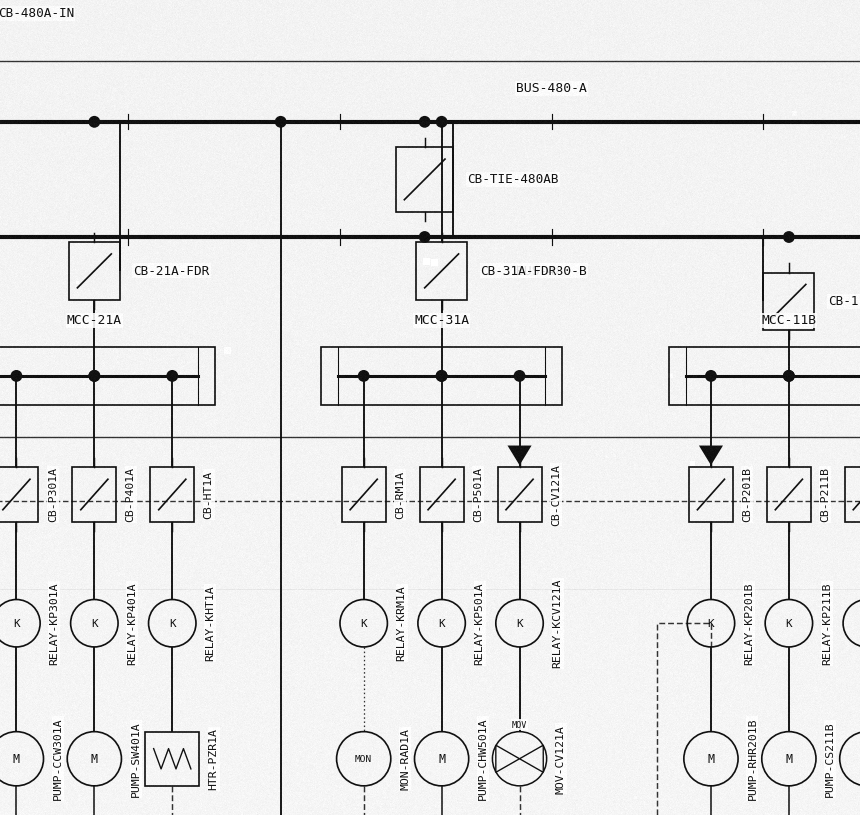 CB-480A-IN
BUS-480-A
CB-TIE-480AB
CB-21A-FDR
CB-31A-FDR
80-B
CB-1
MCC-21A
MCC-31A
MCC-11B
CB-P301A
CB-P401A
CB-HT1A
CB-RM1A
CB-P501A
CB-CV121A
CB-P201B
CB-P211B
K
RELAY-KP301A
K
RELAY-KP401A
K
RELAY-KHT1A
K
RELAY-KRM1A
K
RELAY-KP501A
K
RELAY-KCV121A
K
RELAY-KP201B
K
RELAY-KP211B
M
PUMP-CCW301A
M
PUMP-SW401A
HTR-PZR1A
MON
MON-RAD1A
M
PUMP-CHW501A
MOV
MOV-CV121A
M
PUMP-RHR201B
M
PUMP-CS211B